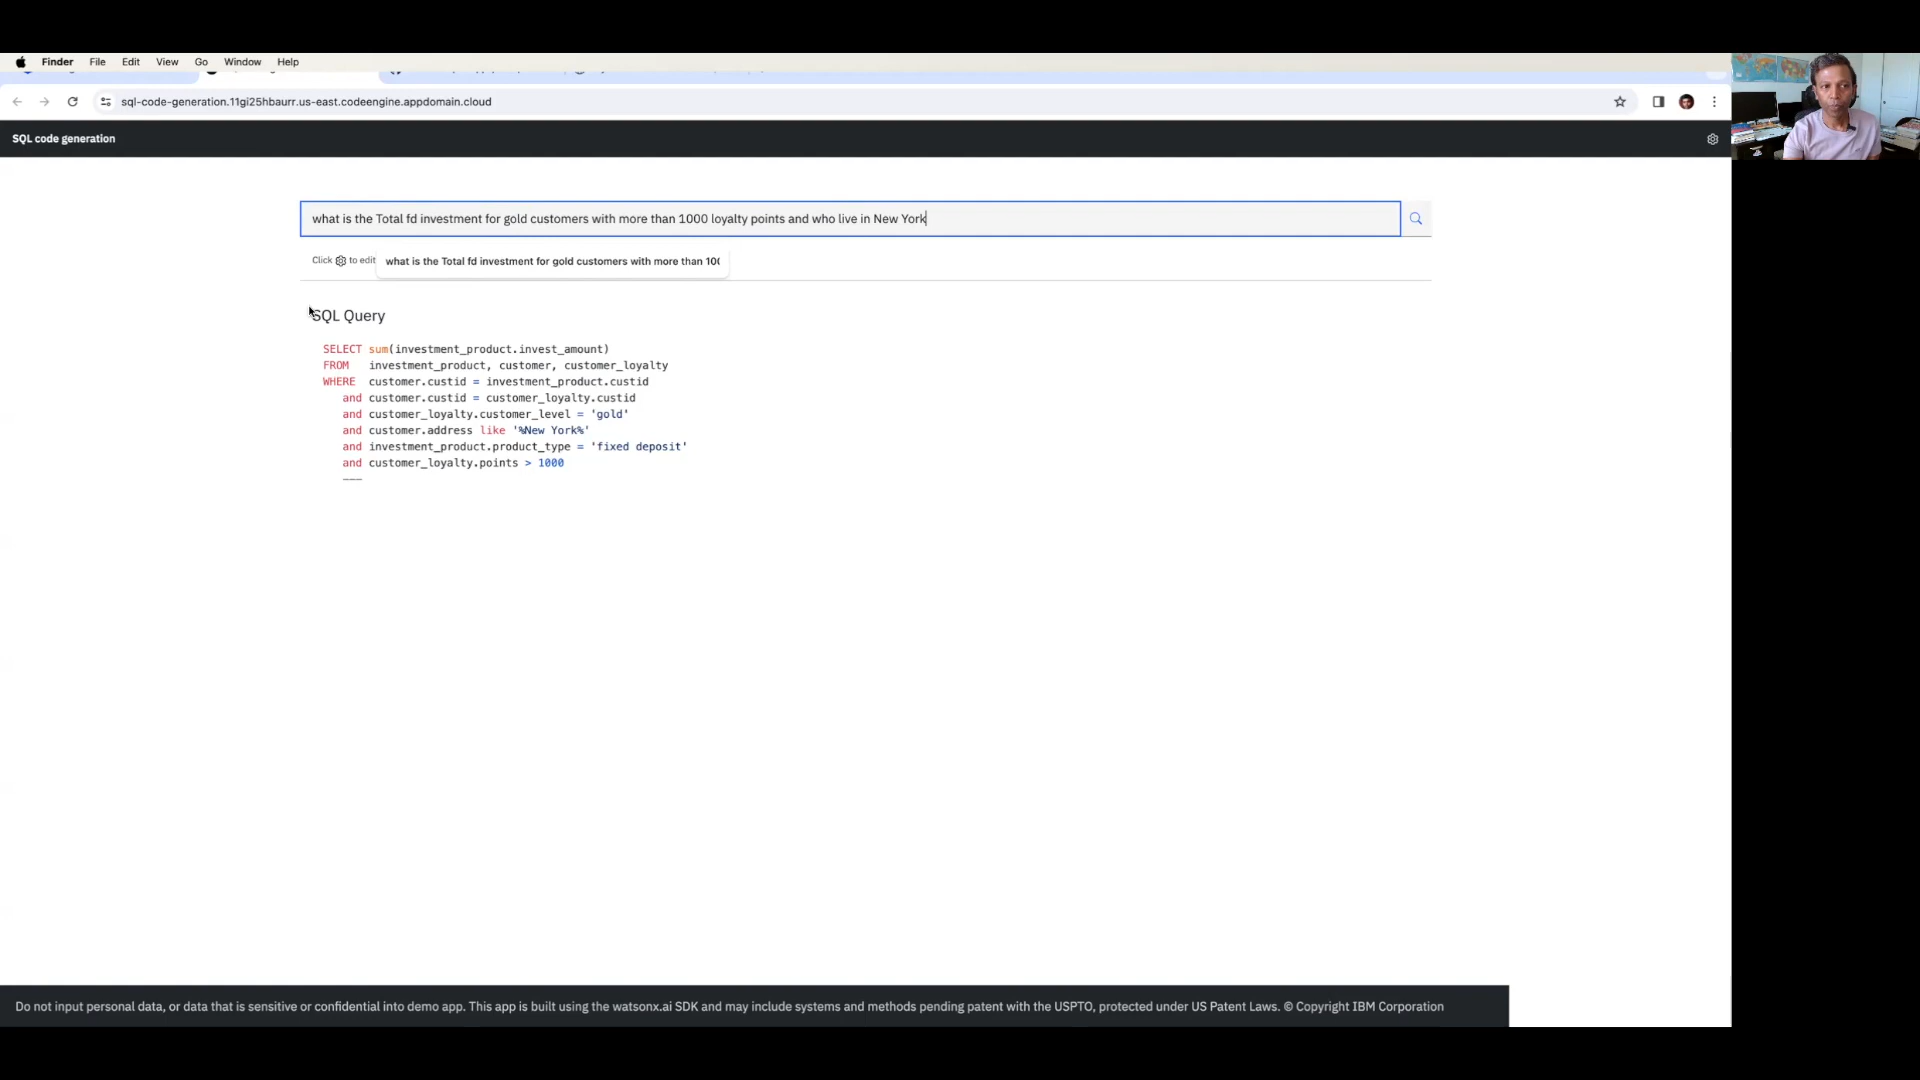 Finder File Edit View Go Window Help
sql-code-generation.11gi25hbaurr.us-east.codeengine.appdomain.cloud
SQL code generation
what is the Total fd investment for gold customers with more than 1000 loyalty points and who live in New York
Click to edit
what is the Total fd investment for gold customers with more than 100
SQL Query
SELECT sum(investment_product.invest_amount)
FROM investment_product, customer, customer_loyalty
WHERE customer.custid = investment_product.custid
and customer.custid = customer_loyalty.custid
and customer_loyalty.customer_level = 'gold'
and customer.address like '%New York%'
and investment_product.product_type = 'fixed deposit'
and customer_loyalty.points > 1000
___
Do not input personal data, or data that is sensitive or confidential into demo app. This app is built using the watsonx.ai SDK and may include systems and methods pending patent with the USPTO, protected under US Patent Laws. © Copyright IBM Corporation